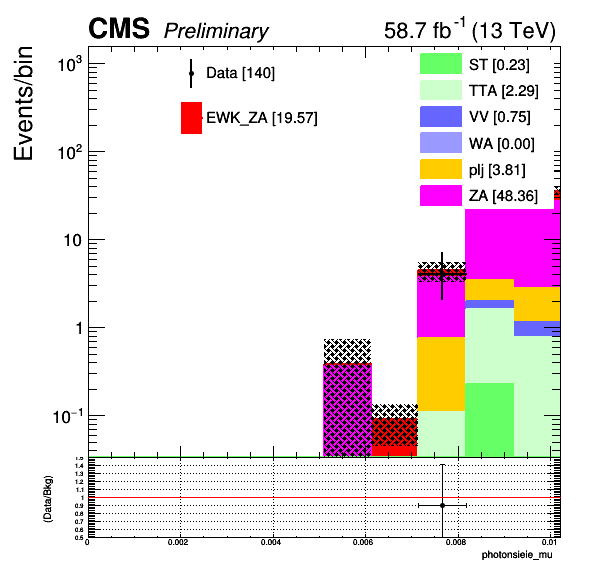 CMS Preliminary 58.7 fb⁻¹ (13 TeV)
Events/bin
10³
10²
10
1
10⁻¹
Data [140]
EWK_ZA [19.57]
ST [0.23]
TTA [2.29]
VV [0.75]
WA [0.00]
plj [3.81]
ZA [48.36]
(Data/Bkg)
1.5
1.4
1.3
1.2
1.1
1
0.9
0.8
0.7
0.6
0.5
0 0.002 0.004 0.006 0.008 0.01
photonsieie_mu